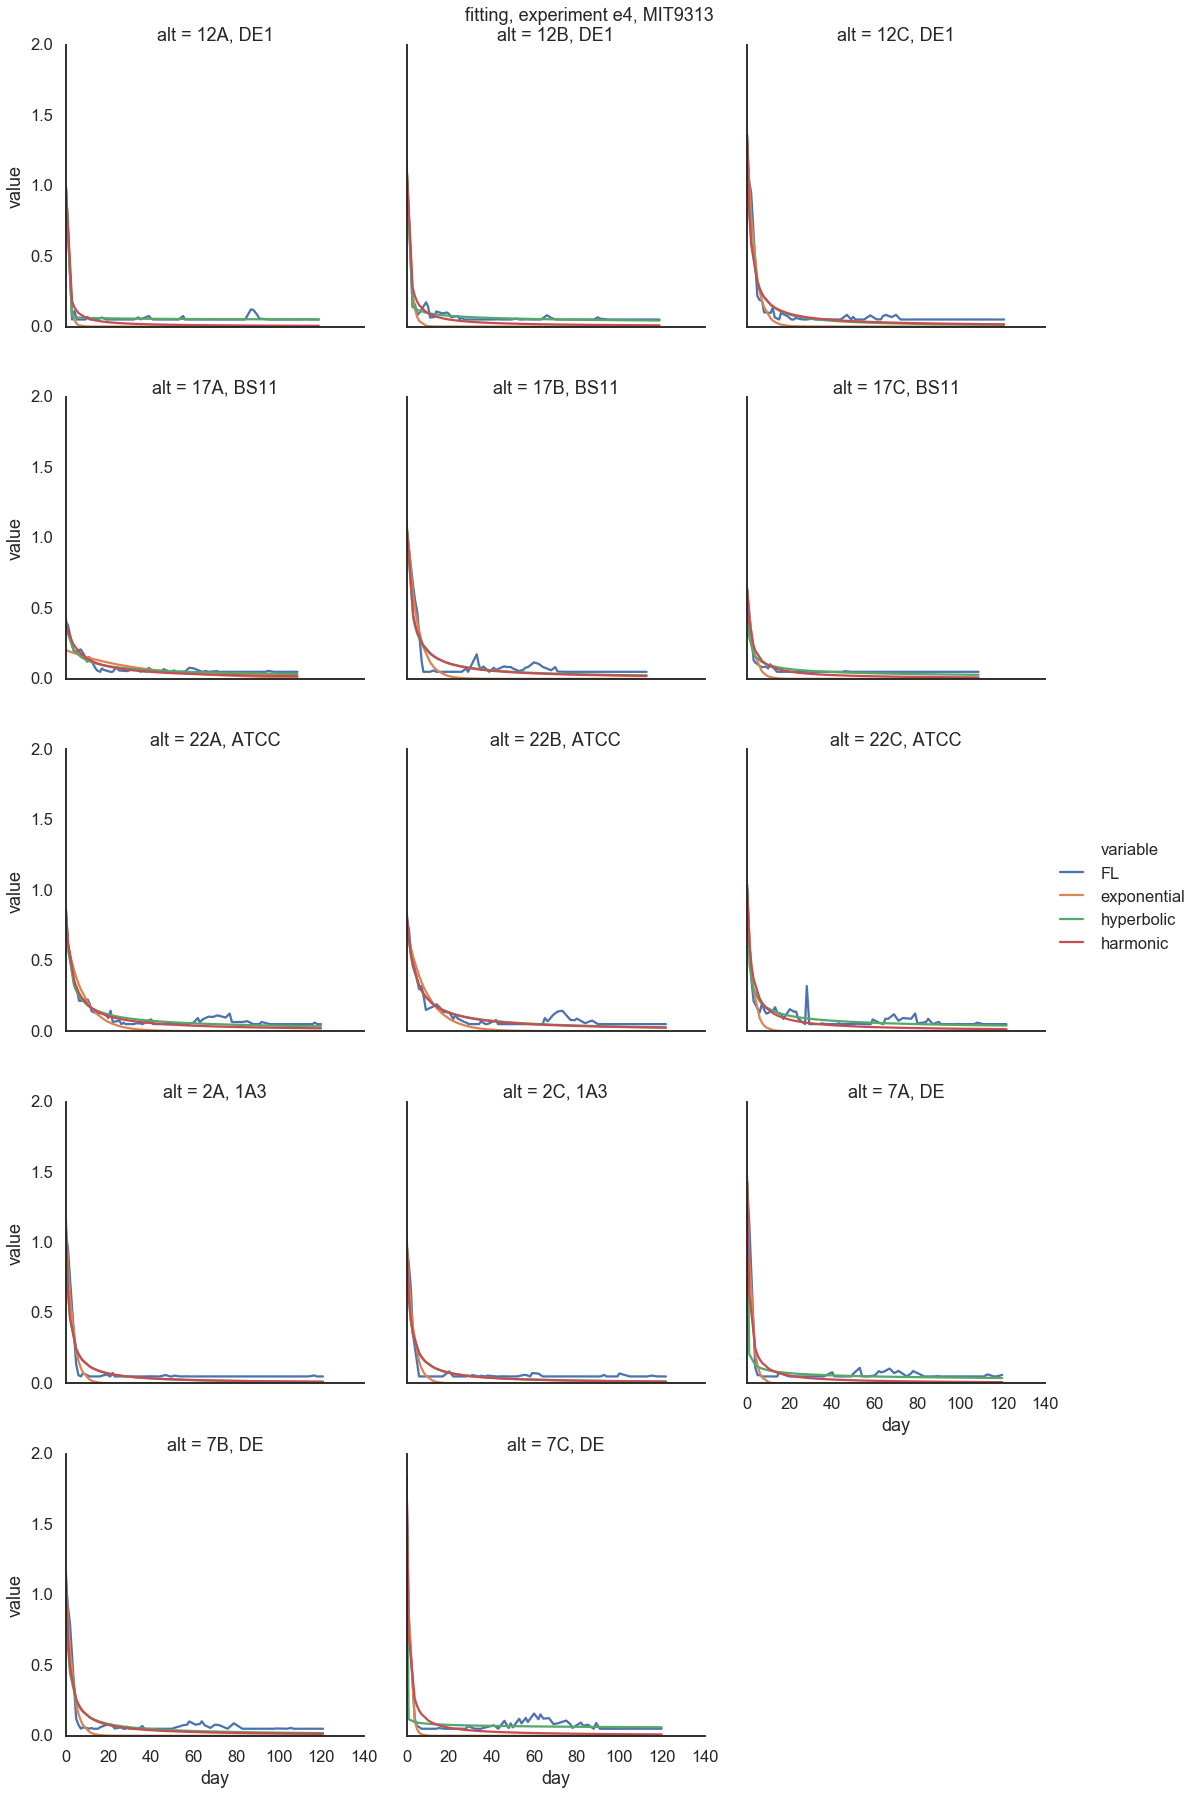 fitting, experiment e4, MIT9313
alt = 12A, DE1
alt = 12B, DE1
alt = 12C, DE1
2.0
1.5
1.0
0.5
0.0
value
alt = 17A, BS11
alt = 17B, BS11
alt = 17C, BS11
2.0
1.5
1.0
0.5
0.0
value
alt = 22A, ATCC
alt = 22B, ATCC
alt = 22C, ATCC
2.0
1.5
1.0
0.5
0.0
value
variable
FL
exponential
hyperbolic
harmonic
alt = 2A, 1A3
alt = 2C, 1A3
alt = 7A, DE
2.0
1.5
1.0
0.5
0.0
value
0 20 40 60 80 100 120 140
day
alt = 7B, DE
alt = 7C, DE
2.0
1.5
1.0
0.5
0.0
value
0 20 40 60 80 100 120 140
day
0 20 40 60 80 100 120 140
day